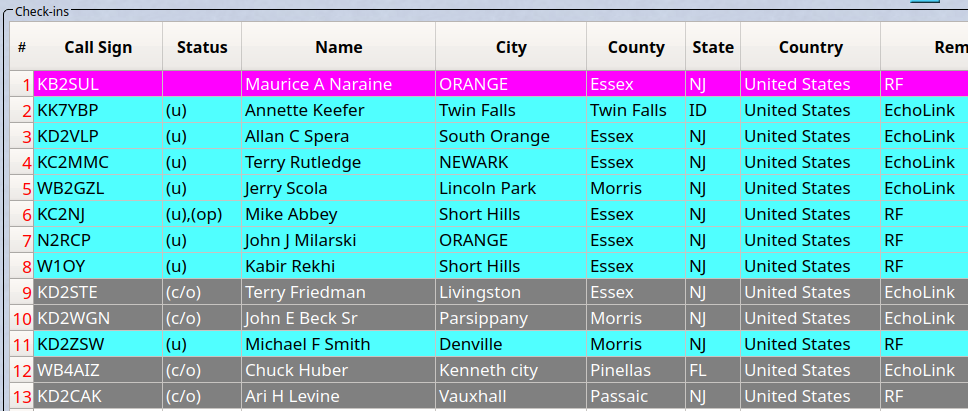 Check-ins
# Call Sign Status Name City County State Country Rem
1 KB2SUL Maurice A Naraine ORANGE Essex NJ United States RF
2 KK7YBP (u) Annette Keefer Twin Falls Twin Falls ID United States EchoLink
3 KD2VLP (u) Allan C Spera South Orange Essex NJ United States EchoLink
4 KC2MMC (u) Terry Rutledge NEWARK Essex NJ United States EchoLink
5 WB2GZL (u) Jerry Scola Lincoln Park Morris NJ United States EchoLink
6 KC2NJ (u),(op) Mike Abbey Short Hills Essex NJ United States RF
7 N2RCP (u) John J Milarski ORANGE Essex NJ United States RF
8 W1OY (u) Kabir Rekhi Short Hills Essex NJ United States RF
9 KD2STE (c/o) Terry Friedman Livingston Essex NJ United States EchoLink
10 KD2WGN (c/o) John E Beck Sr Parsippany Morris NJ United States EchoLink
11 KD2ZSW (u) Michael F Smith Denville Morris NJ United States RF
12 WB4AIZ (c/o) Chuck Huber Kenneth city Pinellas FL United States EchoLink
13 KD2CAK (c/o) Ari H Levine Vauxhall Passaic NJ United States RF